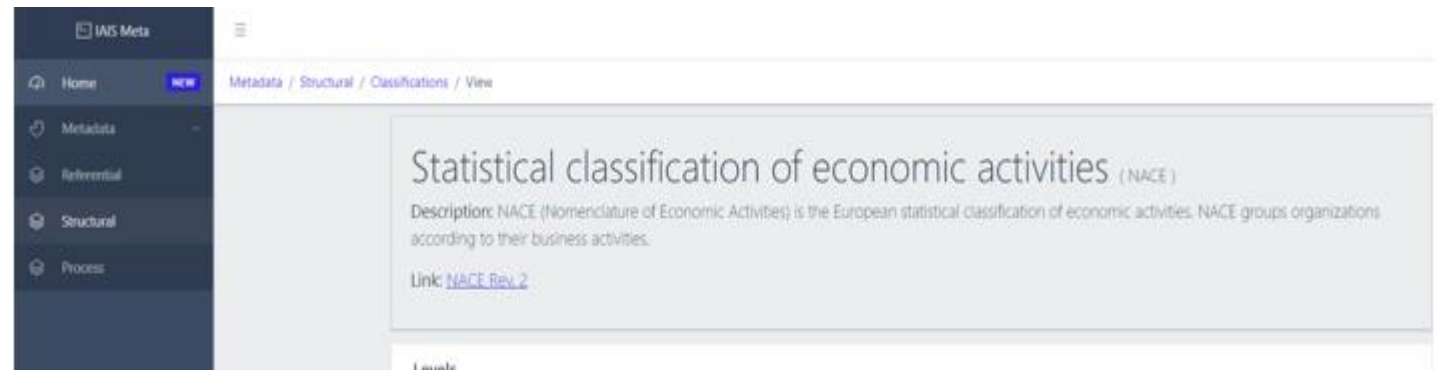 IAIS Meta
Home NEW
Metadata
Referential
Structural
Process
Metadata / Structural / Classifications / View
Statistical classification of economic activities ( NACE )
Description: NACE (Nomenclature of Economic Activities) is the European statistical classification of economic activities. NACE groups organizations
according to their business activities.
Link: NACE Rev. 2
Levels